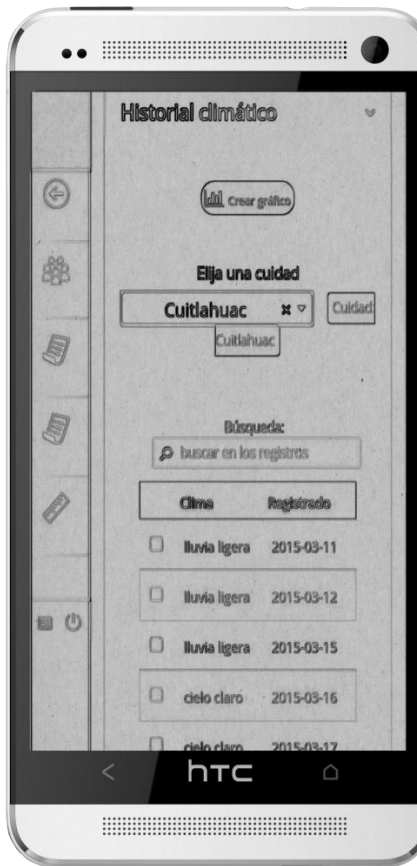 Historial climático
Crear gráfico
Elija una cuidad
Cuitlahuac
Cuidad:
Cuitlahuac
Búsqueda:
buscar en los registros
Clima Registrado
lluvia ligera 2015-03-11
lluvia ligera 2015-03-12
lluvia ligera 2015-03-15
cielo claro 2015-03-16
cielo claro 2015-03-17
hTC